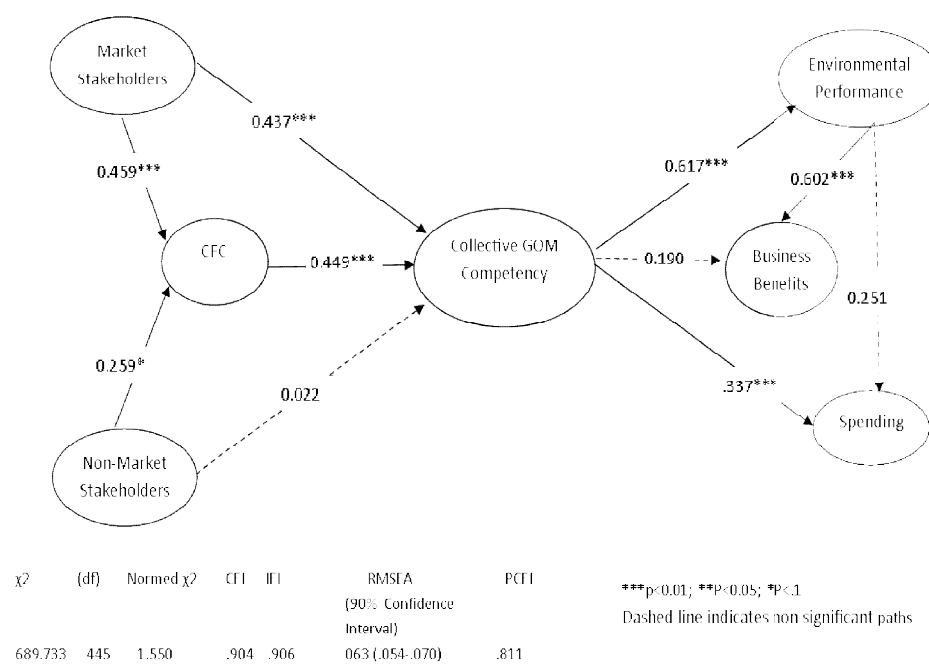 Market
Stakeholders
0.437***
0.459***
CFC
0.449***
0.259*
0.022
Non-Market
Stakeholders
Collective GOM
Competency
Environmental
Performance
0.617***
0.602***
0.190
Business
Benefits
0.251
.337***
Spending
χ2 (df) Normed χ2 CFI IFI RMSEA PCFI
(90% Confidence
Interval)
689.733 445 1.550 .904 .906 063 (.054-.070) .811
***p<0.01; **P<0.05; *P<.1
Dashed line indicates non significant paths